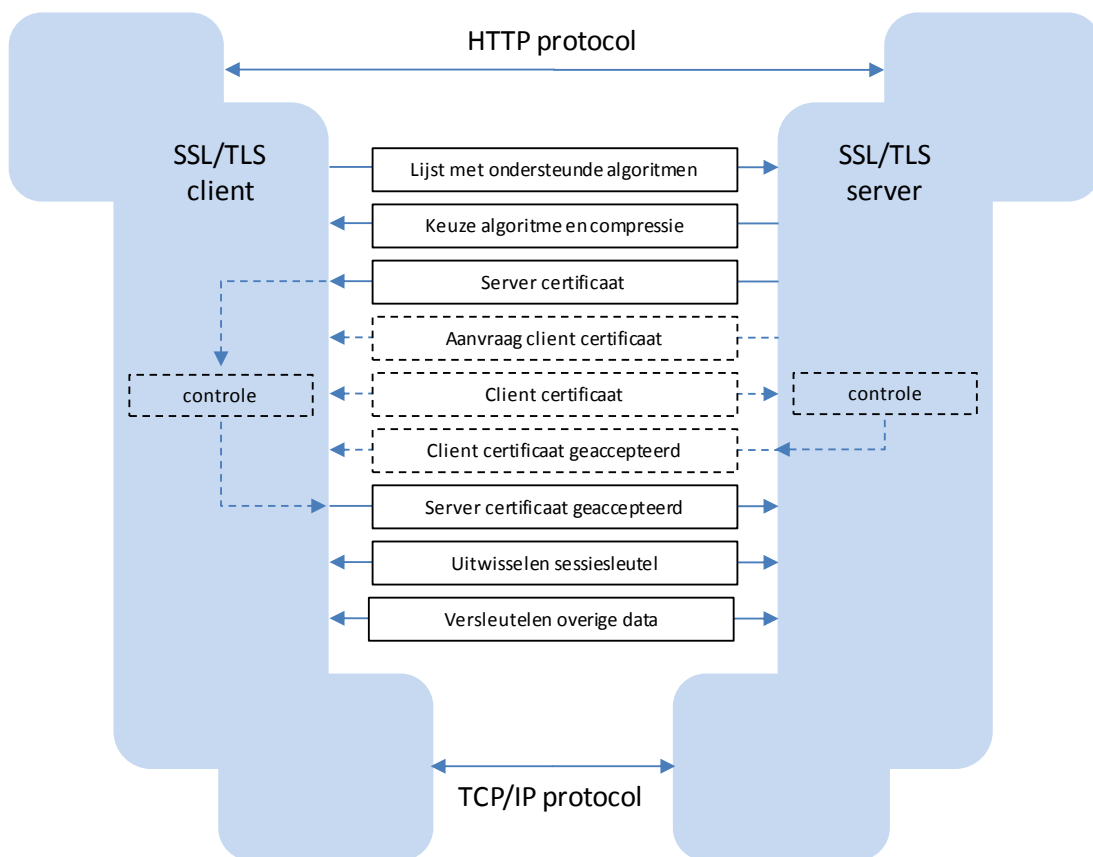 HTTP protocol
SSL/TLS
client
SSL/TLS
server
Lijst met ondersteunde algoritmen
Keuze algoritme en compressie
Server certificaat
Aanvraag client certificaat
controle
Client certificaat
controle
Client certificaat geaccepteerd
Server certificaat geaccepteerd
Uitwisselen sessiesleutel
Versleutelen overige data
TCP/IP protocol